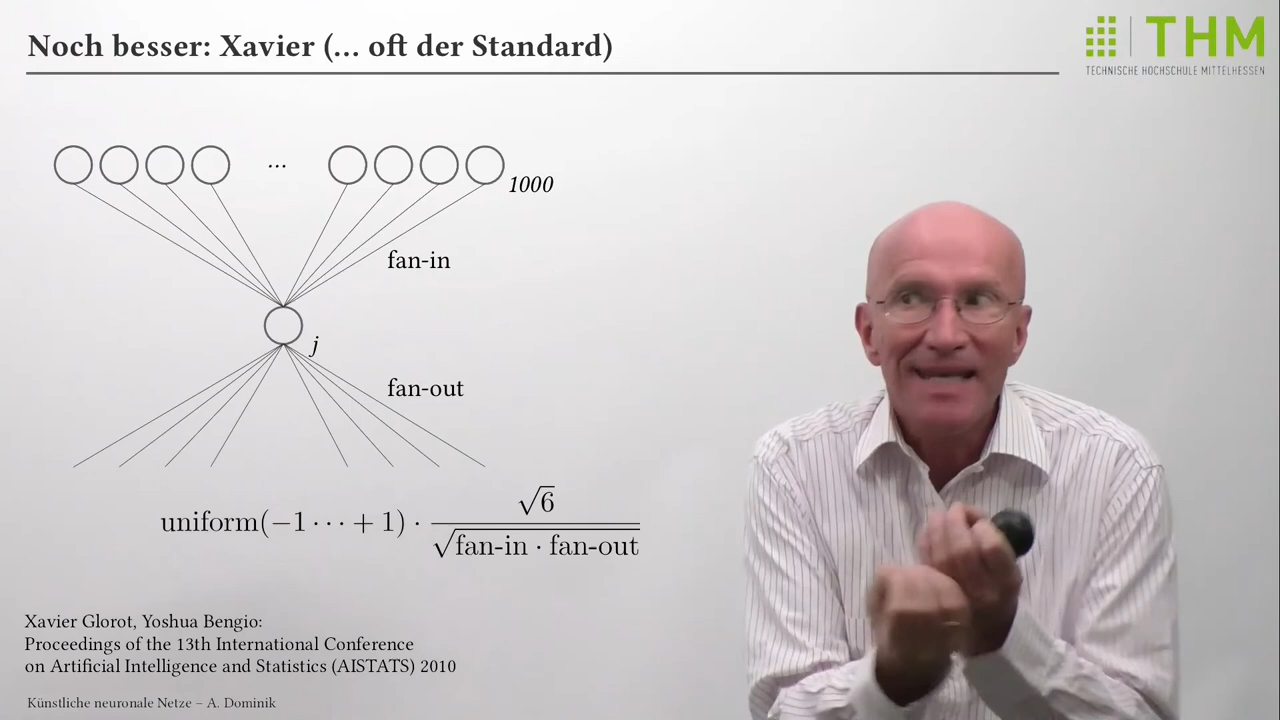 Noch besser: Xavier (... oft der Standard)
THM
TECHNISCHE HOCHSCHULE MITTELHESSEN
...
1000
fan-in
j
fan-out
uniform(−1 · · · + 1) · √6 / √fan-in · fan-out
Xavier Glorot, Yoshua Bengio:
Proceedings of the 13th International Conference
on Artificial Intelligence and Statistics (AISTATS) 2010
Künstliche neuronale Netze – A. Dominik